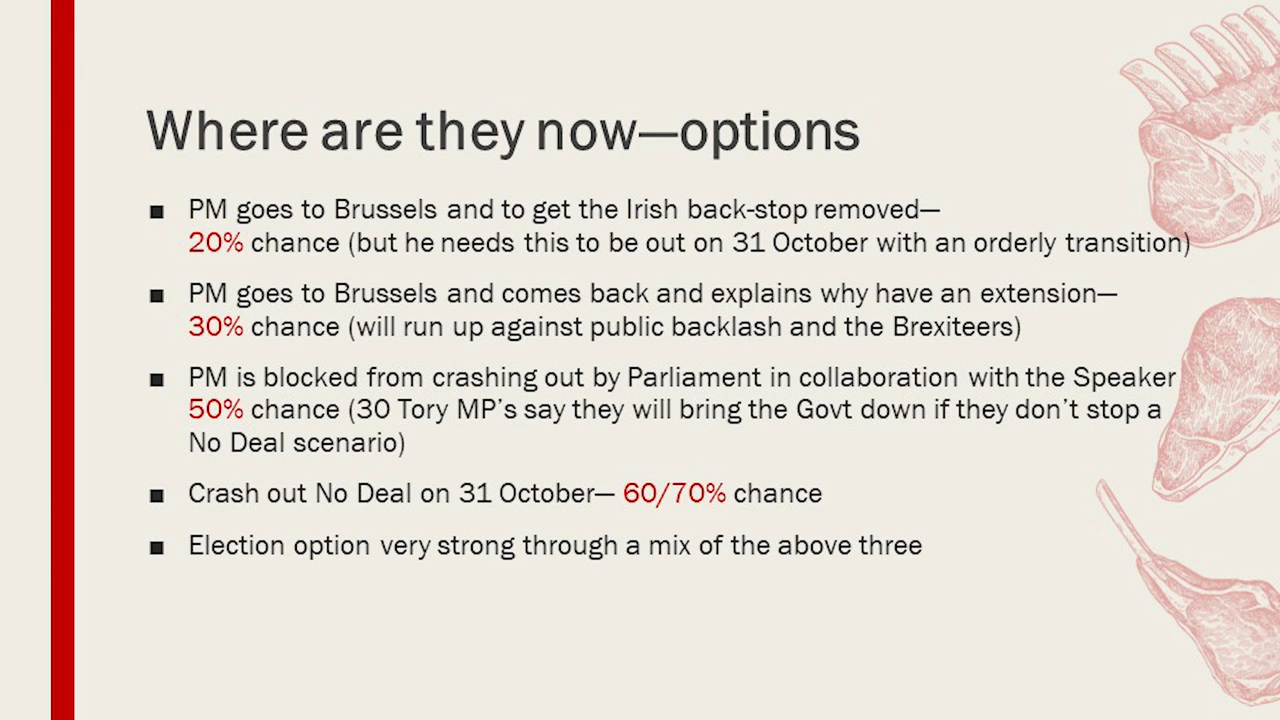 Where are they now—options
■ PM goes to Brussels and to get the Irish back-stop removed—
20% chance (but he needs this to be out on 31 October with an orderly transition)
■ PM goes to Brussels and comes back and explains why have an extension—
30% chance (will run up against public backlash and the Brexiteers)
■ PM is blocked from crashing out by Parliament in collaboration with the Speaker
50% chance (30 Tory MP’s say they will bring the Govt down if they don’t stop a
No Deal scenario)
■ Crash out No Deal on 31 October— 60/70% chance
■ Election option very strong through a mix of the above three